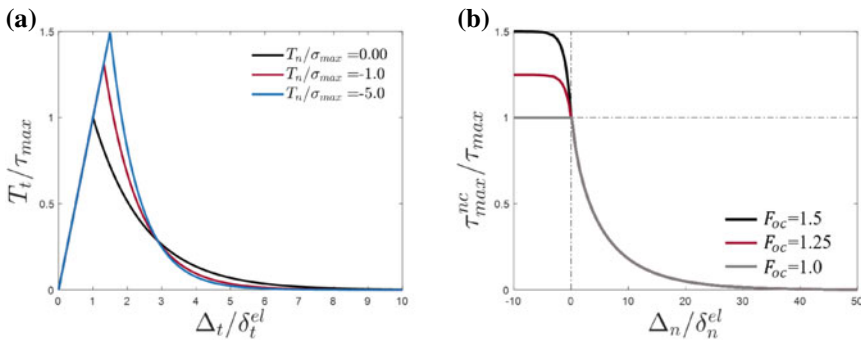 (a)
1.5
1
0.5
0
T_t/τ_max
T_n/σ_max =0.00
T_n/σ_max =-1.0
T_n/σ_max =-5.0
0 1 2 3 4 5 6 7 8 9 10
Δ_t/δ_t^el
(b)
1.5
1
0.5
0
τ_max^nc/τ_max
F_oc=1.5
F_oc=1.25
F_oc=1.0
-10 0 10 20 30 40 50
Δ_n/δ_n^el